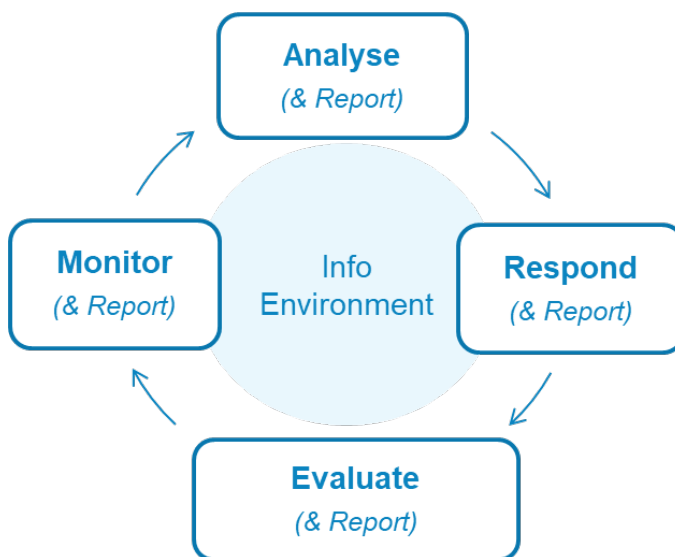 Analyse
(& Report)
Monitor
(& Report)
Info
Environment
Respond
(& Report)
Evaluate
(& Report)